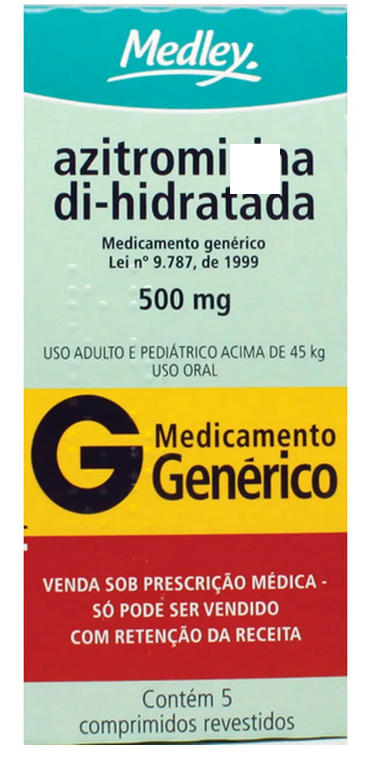 Medley.
di-hidratada
Medicamento genérico
Lei nº 9.787, de 1999
500 mg
USO ADULTO E PEDIÁTRICO ACIMA DE 45 kg
USO ORAL
G Medicamento
Genérico
VENDA SOB PRESCRIÇÃO MÉDICA -
SÓ PODE SER VENDIDO
COM RETENÇÃO DA RECEITA
Contém 5
comprimidos revestidos